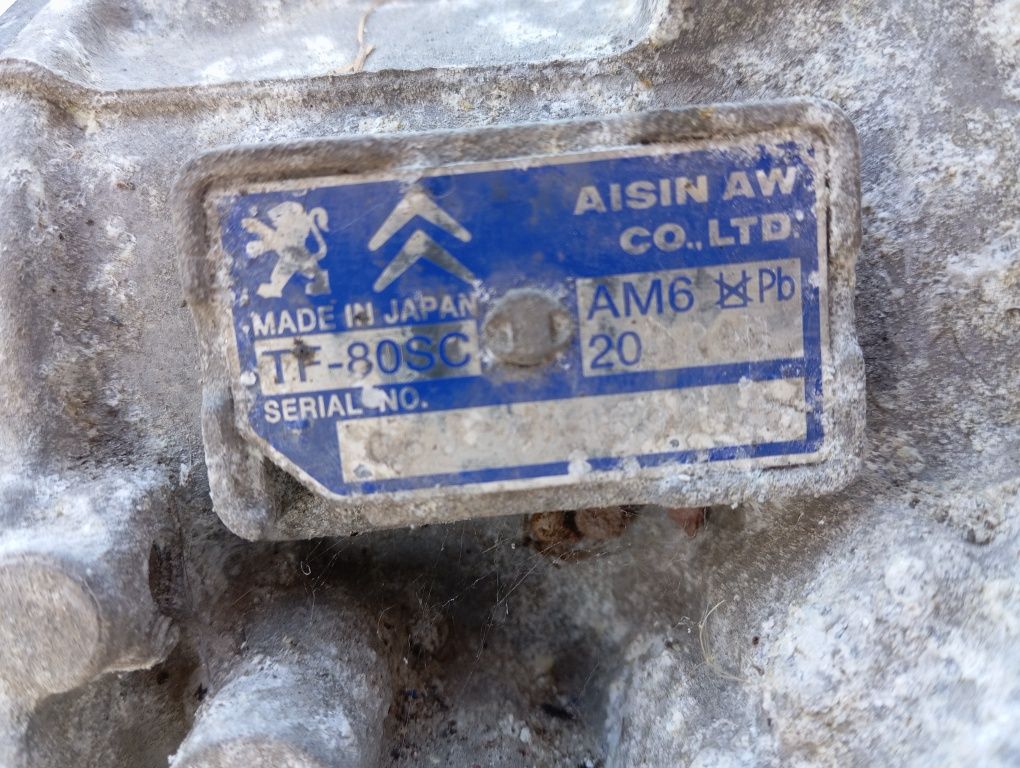 AISIN AW
CO., LTD.
MADE IN JAPAN
TF-80SC
AM6 Pb
20
SERIAL NO.